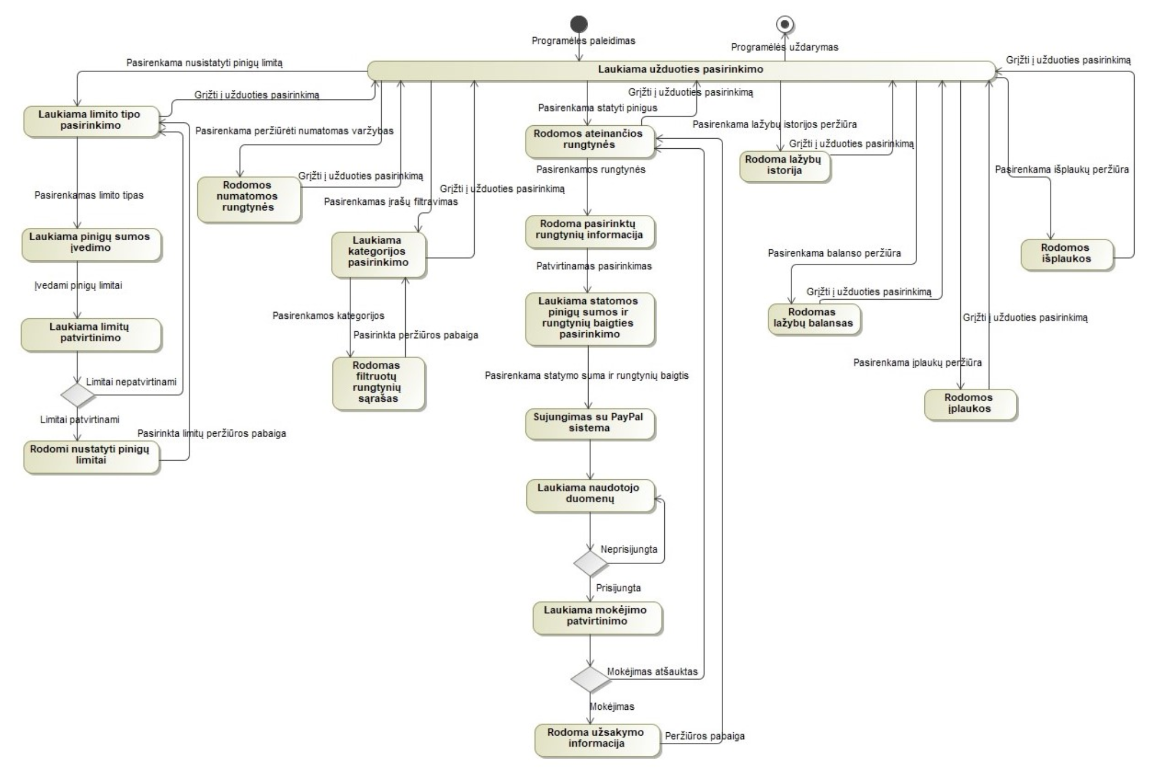 Programėlės paleidimas
Programėlės uždarymas
Laukiama užduoties pasirinkimo
Pasirenkama nusistatyti pinigų limitą
Grįžti į užduoties pasirinkimą
Laukiama limito tipo
pasirinkimo
Pasirenkamas limito tipas
Laukiama pinigų sumos
įvedimo
Įvedami pinigų limitai
Laukiama limitų
patvirtinimo
Limitai nepatvirtinami
Limitai patvirtinami
Rodomi nustatyti pinigų
limitai
Pasirinkta limitų peržiūros pabaiga
Pasirenkama peržiūrėti numatomas varžybas
Rodomos
numatomos
rungtynės
Grįžti į užduoties pasirinkimą
Pasirenkamas įrašų filtravimas
Grįžti į užduoties pasirinkimą
Laukiama
kategorijos
pasirinkimo
Pasirenkamos kategorijos
Pasirinkta peržiūros pabaiga
Rodomas
filtruotų
rungtynių
sąrašas
Pasirenkama statyti pinigus
Grįžti į užduoties pasirinkimą
Rodomos ateinančios
rungtynės
Pasirenkamos rungtynės
Rodoma pasirinktų
rungtynių informacija
Patvirtinamas pasirinkimas
Laukiama statomos
pinigų sumos ir
rungtynių baigties
pasirinkimo
Pasirenkama statymo suma ir rungtynių baigtis
Sujungimas su PayPal
sistema
Laukiama naudotojo
duomenų
Neprisijungta
Prisijungta
Laukiama mokėjimo
patvirtinimo
Mokėjimas atšauktas
Mokėjimas
Rodoma užsakymo
informacija
Peržiūros pabaiga
Pasirenkama lažybų istorijos peržiūra
Grįžti į užduoties pasirinkimą
Rodoma lažybų
istorija
Pasirenkama balanso peržiūra
Grįžti į užduoties pasirinkimą
Rodomas
lažybų balansas
Pasirenkama įplaukų peržiūra
Grįžti į užduoties pasirinkimą
Rodomos
įplaukos
Grįžti į užduoties pasirinkimą
Pasirenkama išplaukų peržiūra
Rodomos
išplaukos